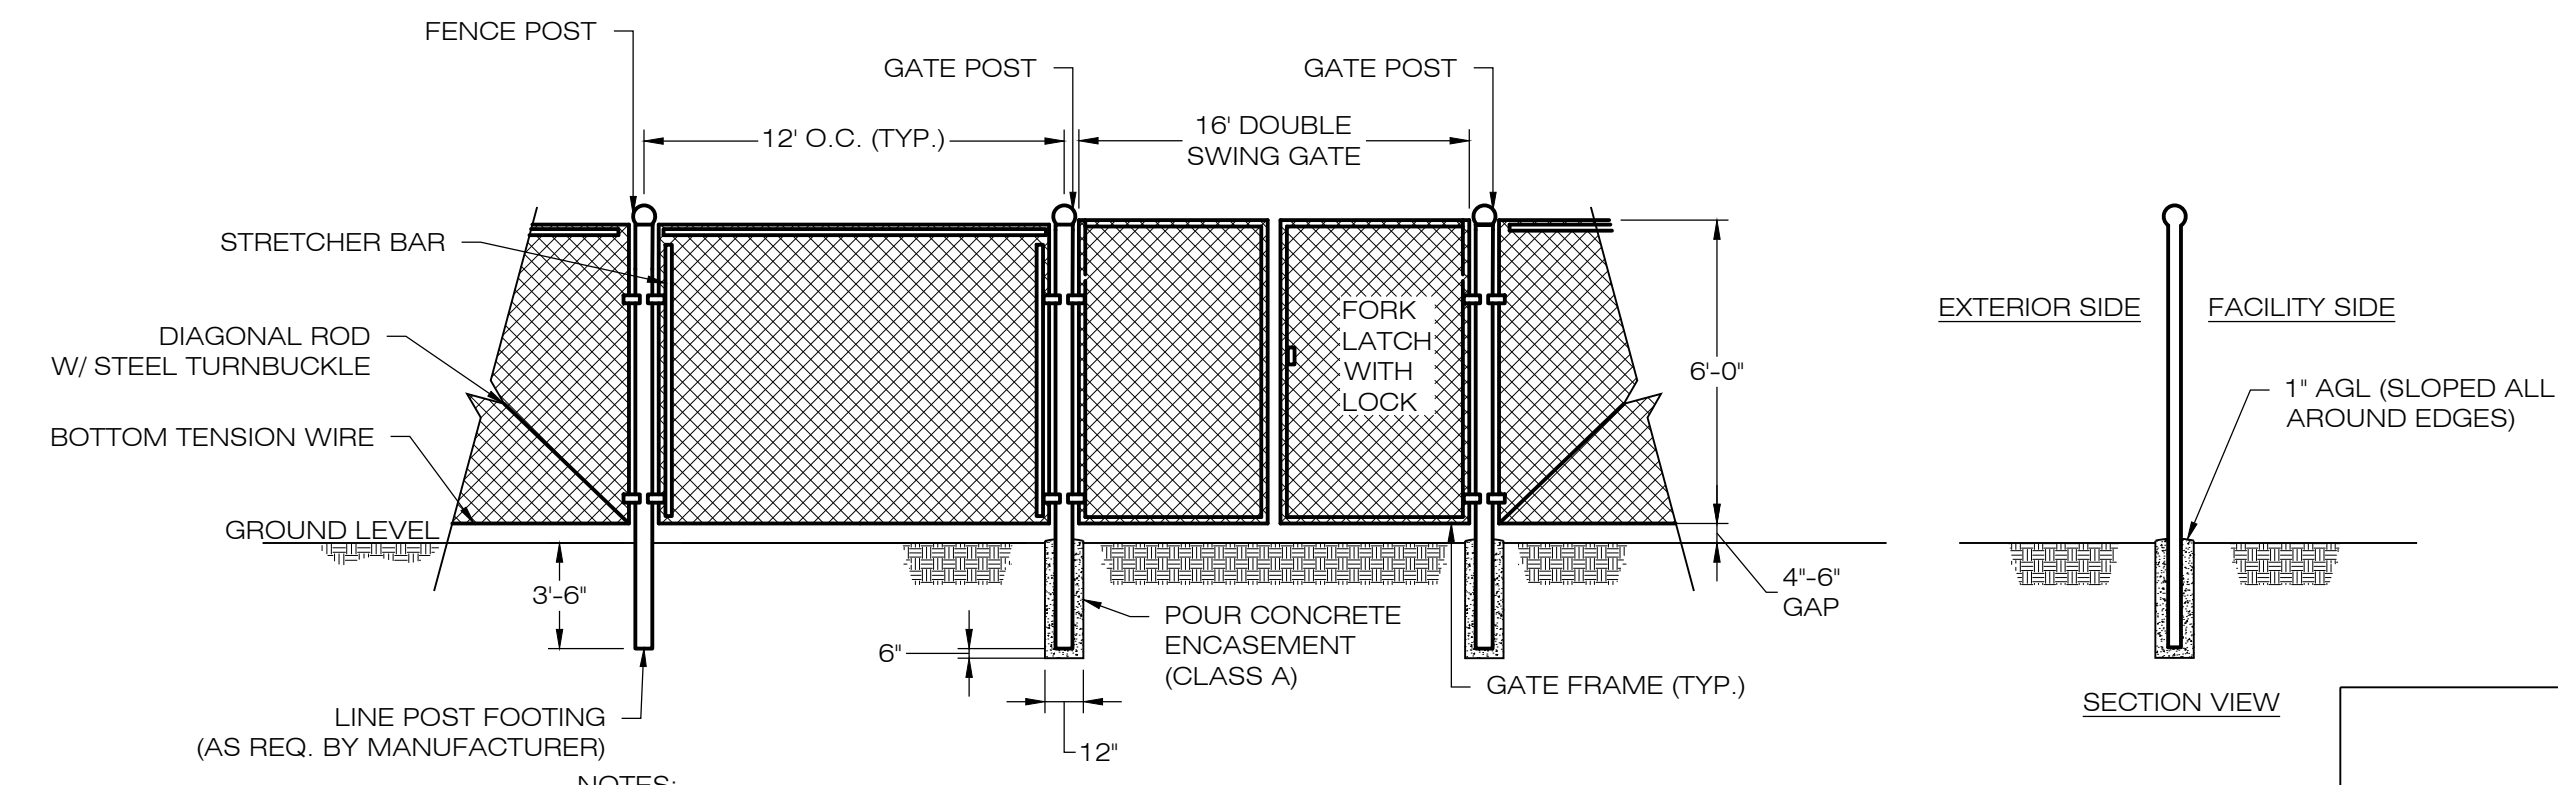 FENCE POST
GATE POST
GATE POST
12' O.C. (TYP.)
16' DOUBLE
SWING GATE
STRETCHER BAR
DIAGONAL ROD
W/ STEEL TURNBUCKLE
BOTTOM TENSION WIRE
GROUND LEVEL
FORK
LATCH
WITH
LOCK
6'-0"
4"-6"
GAP
3'-6"
6"
12"
POUR CONCRETE
ENCASEMENT
(CLASS A)
GATE FRAME (TYP.)
LINE POST FOOTING
(AS REQ. BY MANUFACTURER)
NOTES:
EXTERIOR SIDE
FACILITY SIDE
1" AGL (SLOPED ALL
AROUND EDGES)
SECTION VIEW